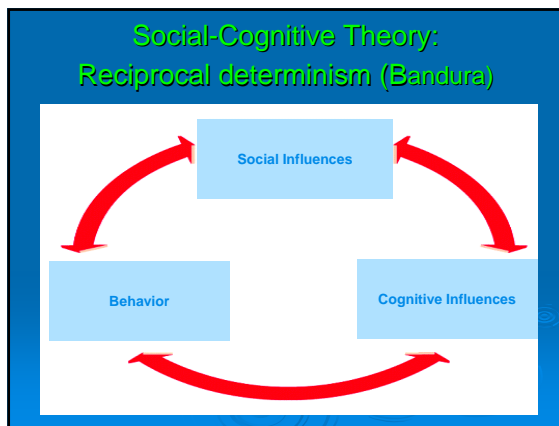 Social-Cognitive Theory:
Reciprocal determinism (Bandura)
Social Influences
Behavior
Cognitive Influences